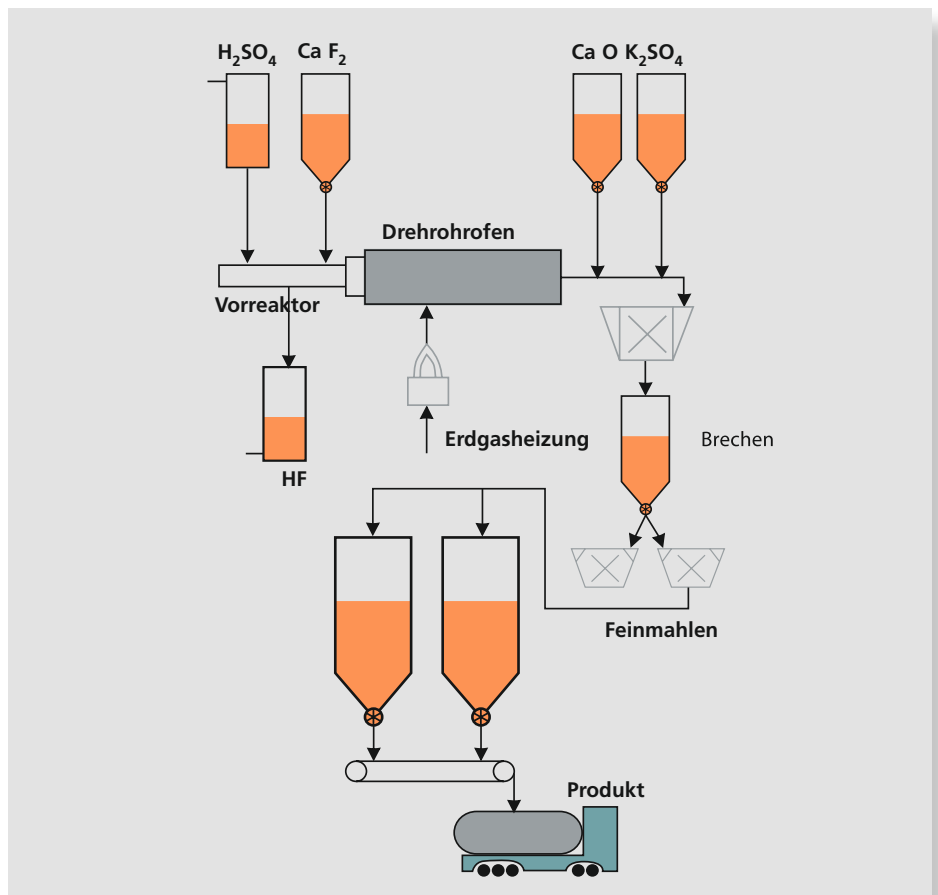 H₂SO₄ Ca F₂
Ca O K₂SO₄
Drehrohrofen
Vorreaktor
Erdgasheizung
Brechen
HF
Feinmahlen
Produkt